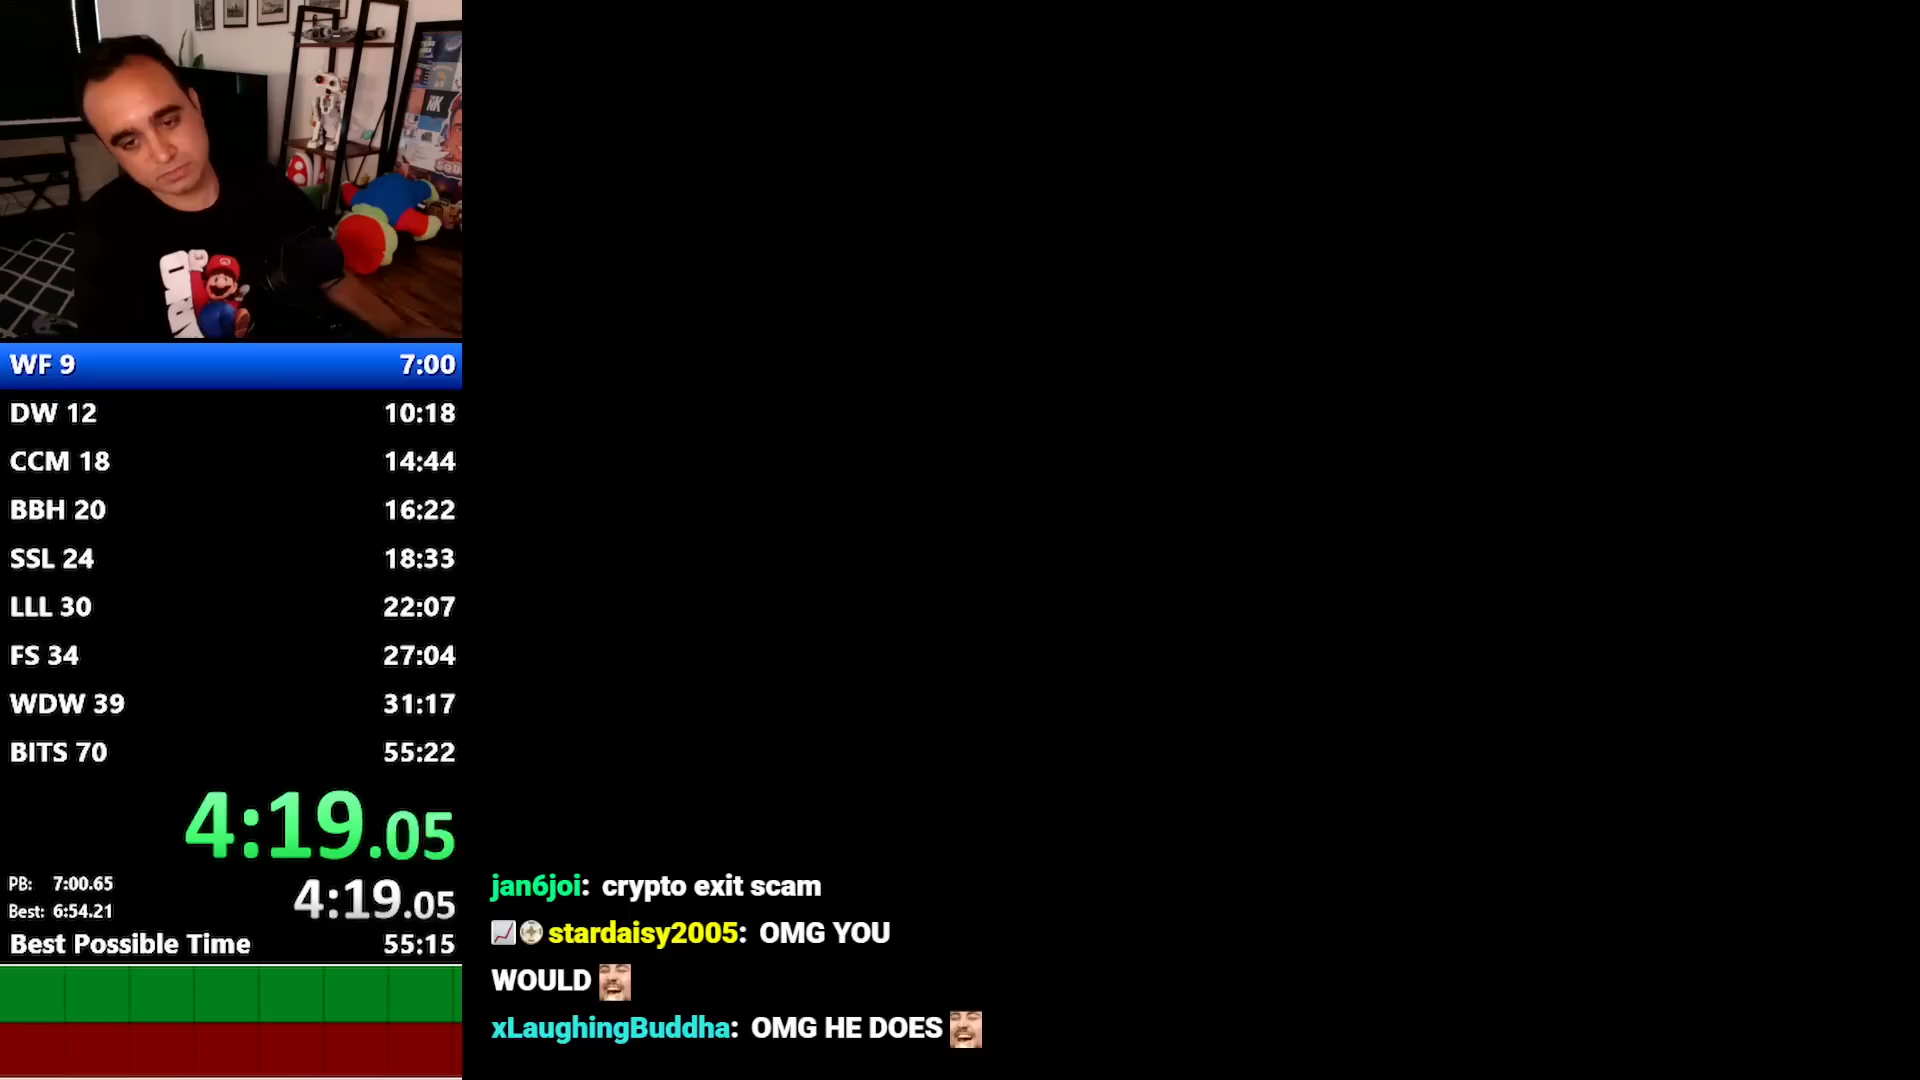 WF 9 7:00
DW 12 10:18
CCM 18 14:44
BBH 20 16:22
SSL 24 18:33
LLL 30 22:07
FS 34 27:04
WDW 39 31:17
BITS 70 55:22
4:19.05
PB: 7:00.65
4:19.05
Best: 6:54.21
Best Possible Time 55:15
jan6joi: crypto exit scam
stardaisy2005: OMG YOU
WOULD
xLaughingBuddha: OMG HE DOES